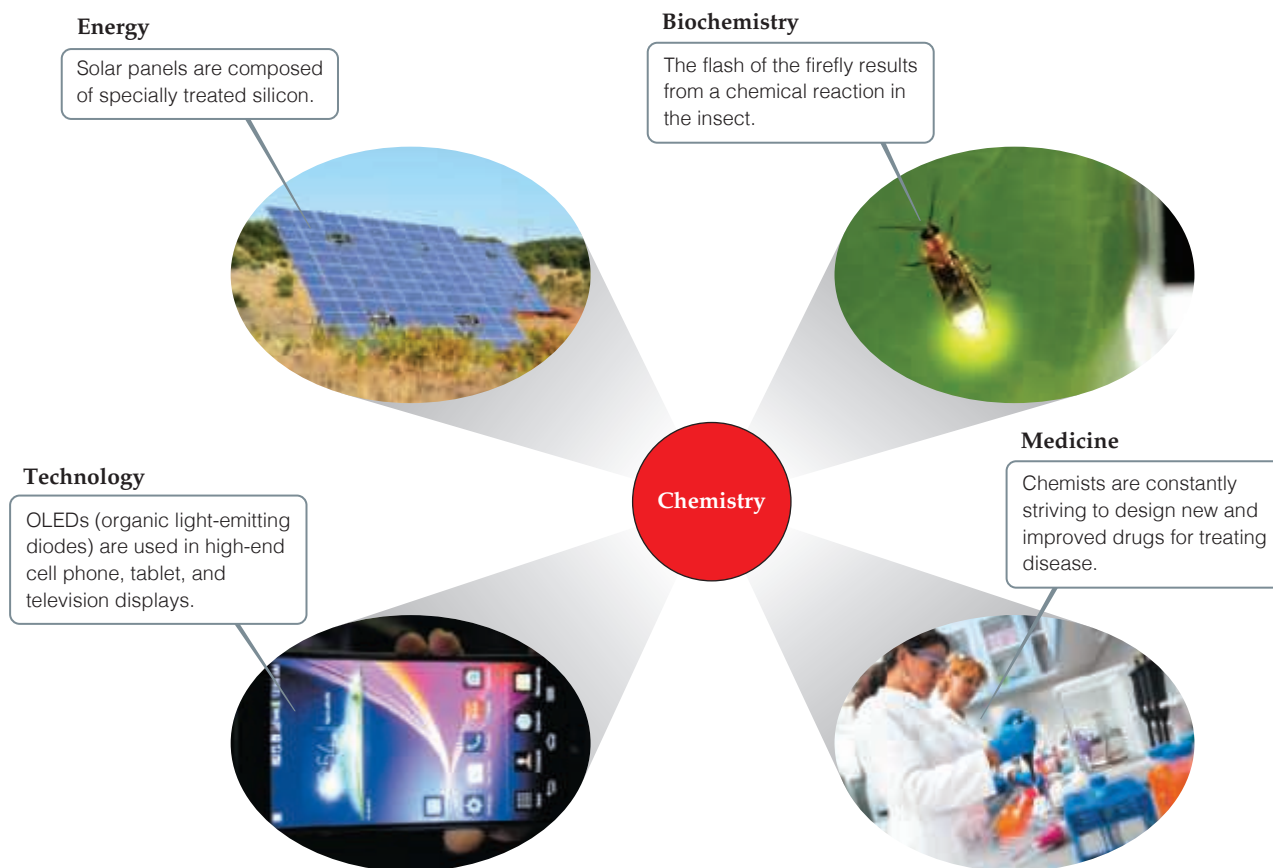 Energy
Solar panels are composed
of specially treated silicon.
Biochemistry
The flash of the firefly results
from a chemical reaction in
the insect.
Technology
OLEDs (organic light-emitting
diodes) are used in high-end
cell phone, tablet, and
television displays.
Chemistry
Medicine
Chemists are constantly
striving to design new and
improved drugs for treating
disease.